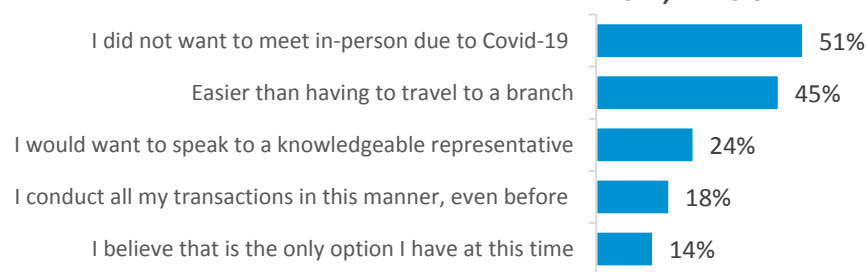 I did not want to meet in-person due to Covid-19 51%
Easier than having to travel to a branch 45%
I would want to speak to a knowledgeable representative 24%
I conduct all my transactions in this manner, even before 18%
I believe that is the only option I have at this time 14%